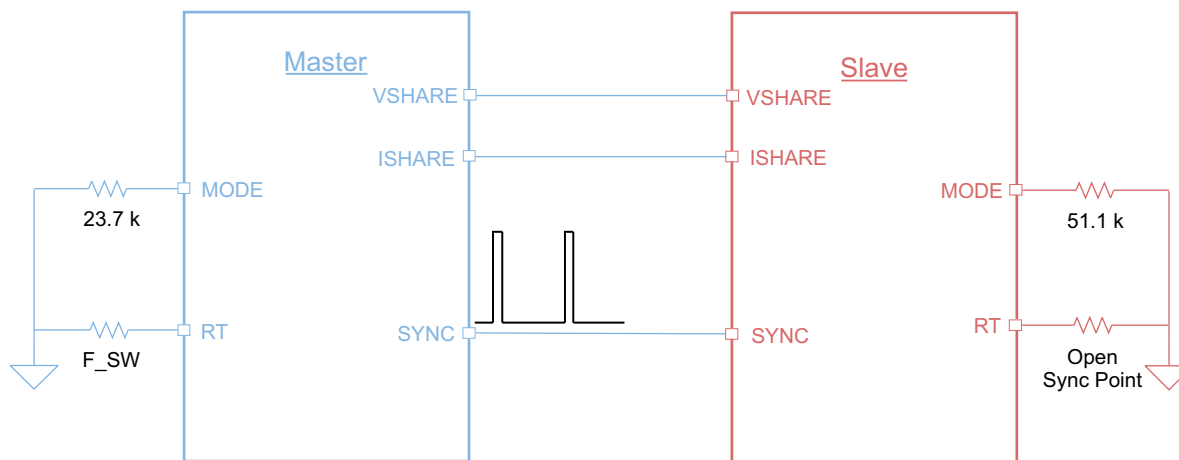 Master
VSHARE
ISHARE
MODE
23.7 k
RT
F_SW
SYNC
Slave
VSHARE
ISHARE
MODE
51.1 k
SYNC
RT
Open
Sync Point